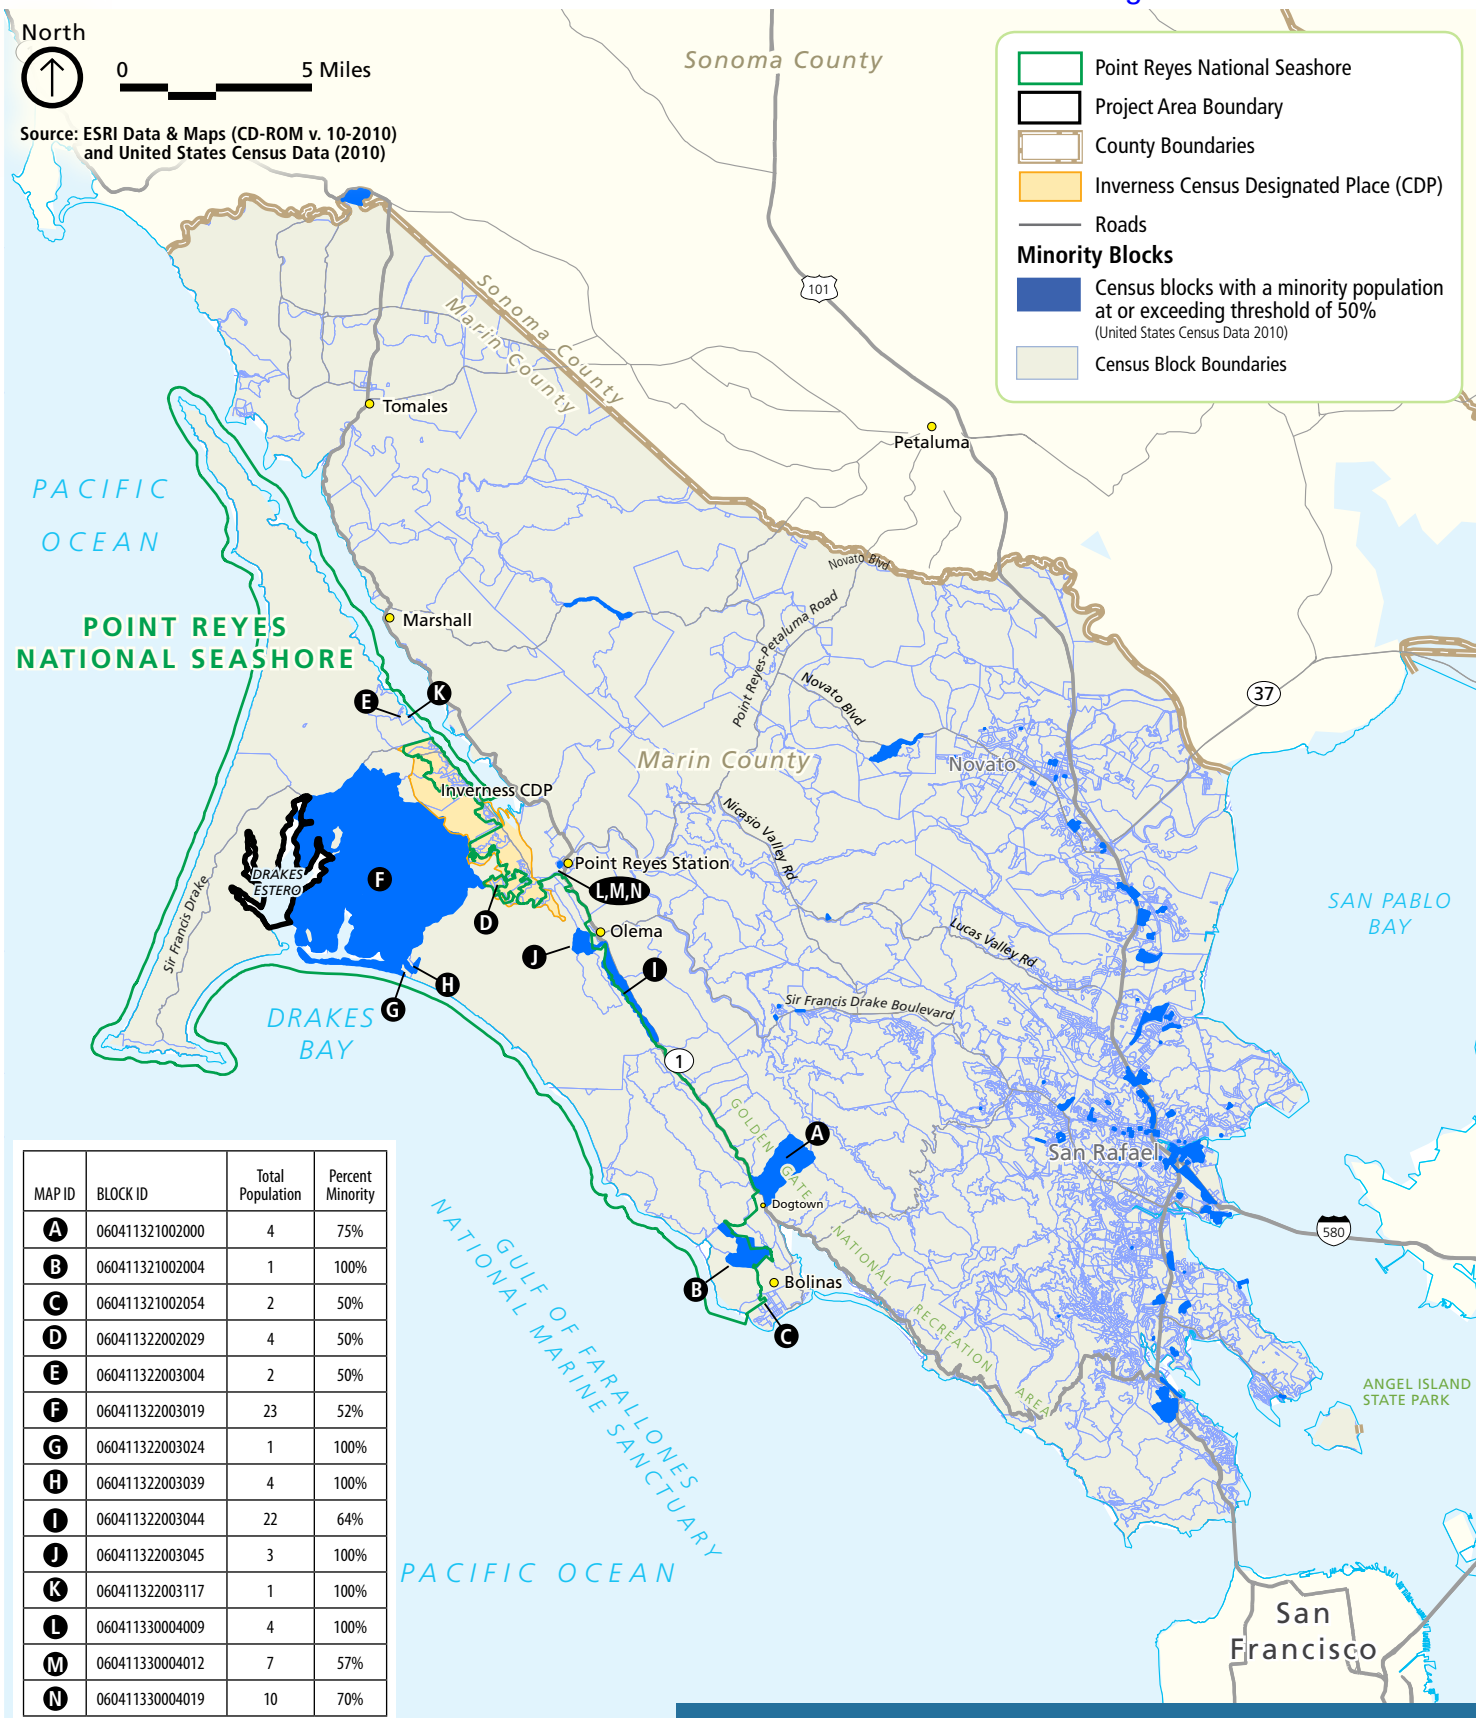 North
0 5 Miles
Source: ESRI Data & Maps (CD-ROM v. 10-2010)
and United States Census Data (2010)
Point Reyes National Seashore
Project Area Boundary
County Boundaries
Inverness Census Designated Place (CDP)
Roads
Minority Blocks
Census blocks with a minority population
at or exceeding threshold of 50%
(United States Census Data 2010)
Census Block Boundaries
Sonoma County
101
Sonoma County
Marin County
Tomales
Petaluma
PACIFIC
OCEAN
Novato Blvd
Point Reyes-Petaluma Road
Marshall
POINT REYES
NATIONAL SEASHORE
Novato Blvd
37
E
K
Marin County
Novato
Inverness CDP
Nicasio Valley Rd
Point Reyes Station
L,M,N
DRAKES
ESTERO
F
D
Sir Francis Drake
SAN PABLO
BAY
Olema
Lucas Valley Rd
J
I
H
G
Sir Francis Drake Boulevard
DRAKES
BAY
1
GOLDEN GATE NATIONAL RECREATION AREA
A
San Rafael
Dogtown
580
B
Bolinas
C
GULF OF FARALLONES
NATIONAL MARINE SANCTUARY
ANGEL ISLAND
STATE PARK
PACIFIC OCEAN
San
Francisco
MAP ID BLOCK ID Total Population Percent Minority
A 060411321002000 4 75%
B 060411321002004 1 100%
C 060411321002054 2 50%
D 060411322002029 4 50%
E 060411322003004 2 50%
F 060411322003019 23 52%
G 060411322003024 1 100%
H 060411322003039 4 100%
I 060411322003044 22 64%
J 060411322003045 3 100%
K 060411322003117 1 100%
L 060411330004009 4 100%
M 060411330004012 7 57%
N 060411330004019 10 70%